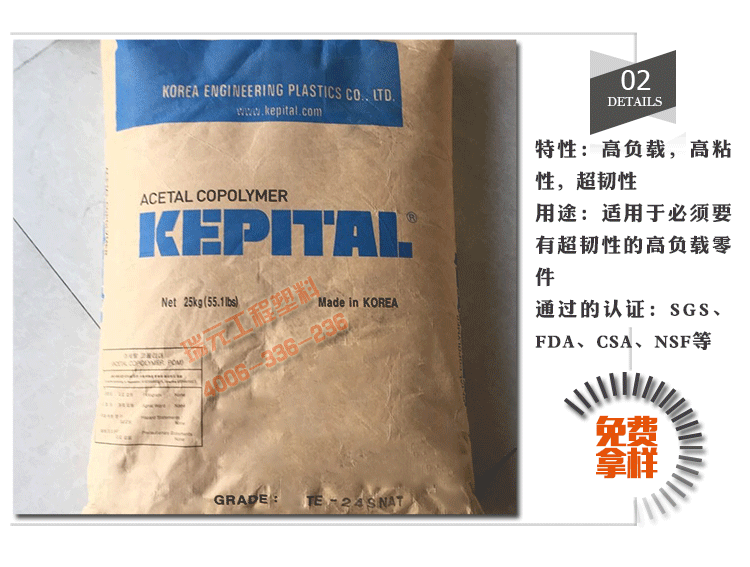 KOREA ENGINEERING PLASTICS CO., LTD.
www.kepital.com
ACETAL COPOLYMER
KEPITAL®
Net 25kg(55.1lbs)
Made in KOREA
瑞元工程塑料
4006-336-236
ACETAL COPOLYMER, POM
GRADE: TE-24SNAT
02
DETAILS
特性：高负载，高粘
性，超韧性
用途：适用于必须要
有超韧性的高负载零
件
通过的认证：SGS、
FDA、CSA、NSF等
免费
拿样